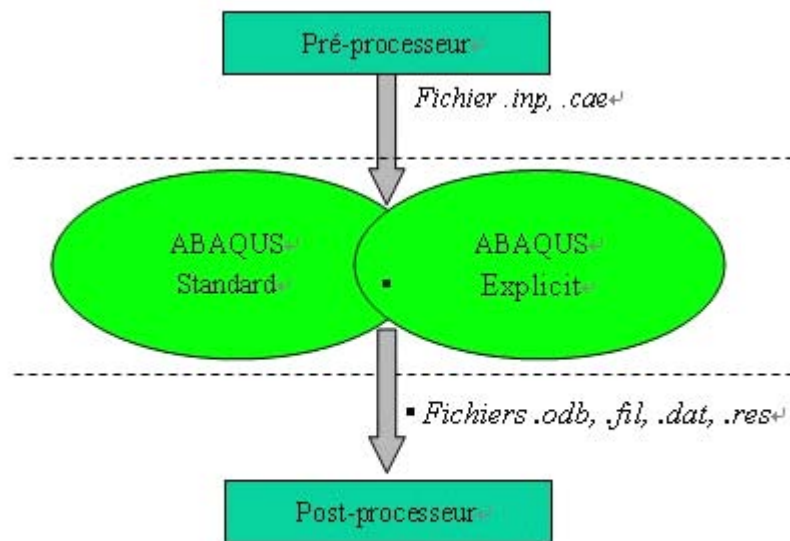 Pré-processeur
Fichier .inp, .cae
ABAQUS
Standard
ABAQUS
Explicit
Fichiers .odb, .fil, .dat, .res
Post-processeur